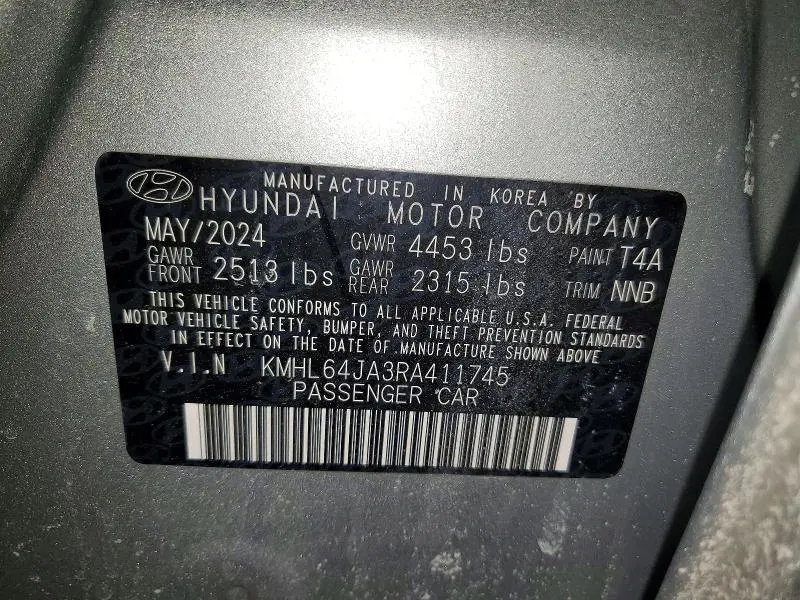 MANUFACTURED IN KOREA BY
HYUNDAI MOTOR COMPANY
MAY/2024 GVWR 4453 lbs PAINT T4A
GAWR FRONT 2513 lbs GAWR REAR 2315 lbs TRIM NNB
THIS VEHICLE CONFORMS TO ALL APPLICABLE U.S.A. FEDERAL
MOTOR VEHICLE SAFETY, BUMPER, AND THEFT PREVENTION STANDARDS
IN EFFECT ON THE DATE OF MANUFACTURE SHOWN ABOVE
V.I.N KMHL64JA3RA411745
PASSENGER CAR